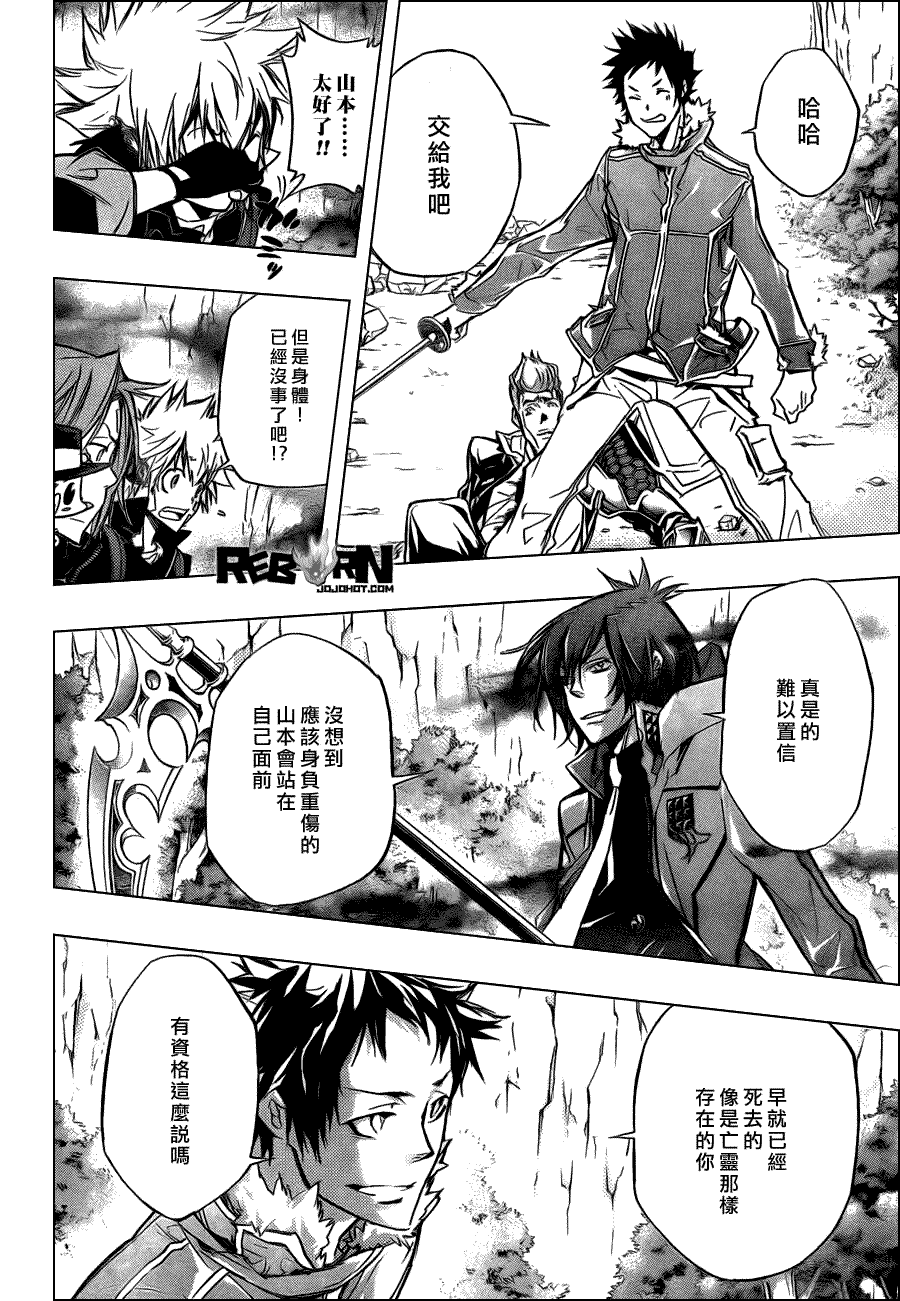 哈哈
交給我吧
山本……
太好了!!
但是身體！
已經沒事了吧!?
REBORN
JOJOHOT.COM
真是的
難以置信
沒想到
應該身負重傷的
山本會站在
自己面前
早就已經
死去的
像是亡靈那樣
存在的你
有資格這麼説嗎